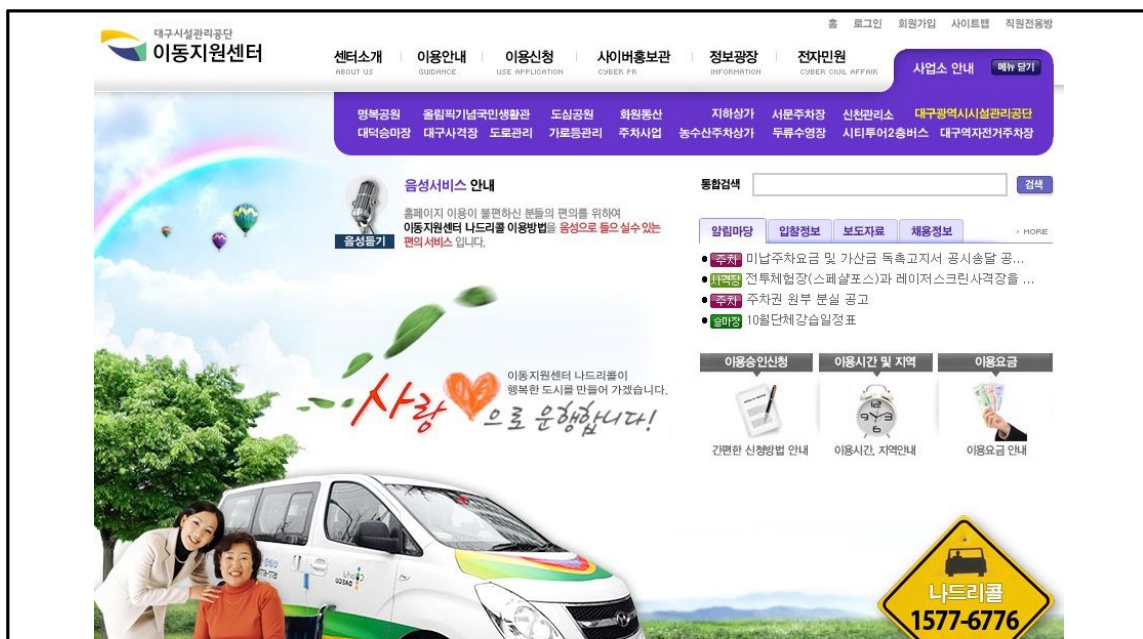 홈 로그인 회원가입 사이트맵 직원전용방
대구시설관리공단
이동지원센터
센터소개 이용안내 이용신청 사이버홍보관 정보광장 전자민원 사업소 안내 메뉴 닫기
ABOUT US GUIDANCE USE APPLICATION CYBER PR INFORMATION CYBER CIVIL AFFAIR
명복공원 올림픽기념국민생활관 도심공원 화원동산 지하상가 서문주차장 신천관리소 대구광역시시설관리공단
대덕승마장 대구사격장 도로관리 가로등관리 주차사업 농수산주차상가 두류수영장 시티투어2층버스 대구역자전거주차장
음성서비스 안내
홈페이지 이용이 불편하신 분들의 편의를 위하여
이동지원센터 나드리콜 이용방법을 음성으로 들으실수 있는
편의 서비스 입니다.
음성듣기
통합검색 검색
알림마당 입찰정보 보도자료 채용정보 › MORE
주차 미납주차요금 및 가산금 독촉고지서 공시송달 공...
사격장 전투체험장(스페샬포스)과 레이저스크린사격장을 ...
주차 주차권 원부 분실 공고
승마장 10월단체강습일정표
이동지원센터 나드리콜이
행복한 도시를 만들어 가겠습니다.
사랑으로 운행합니다!
이용승인신청 이용시간 및 지역 이용요금
간편한 신청방법 안내 이용시간, 지역안내 이용요금 안내
나드리콜
1577-6776